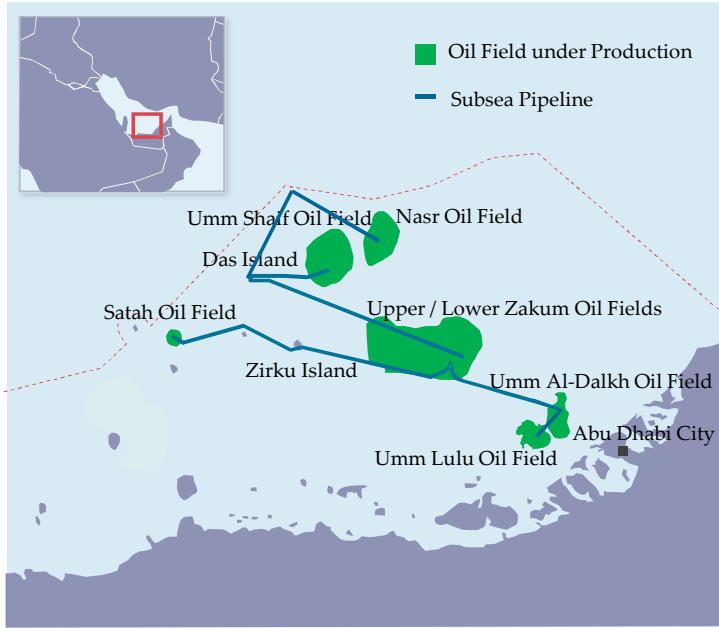 Oil Field under Production
Subsea Pipeline
Umm Shaif Oil Field
Nasr Oil Field
Das Island
Satah Oil Field
Upper / Lower Zakum Oil Fields
Zirku Island
Umm Al-Dalkh Oil Field
Abu Dhabi City
Umm Lulu Oil Field